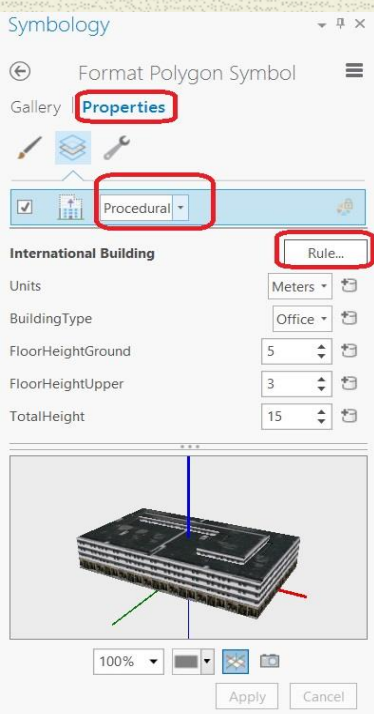 Symbology
Format Polygon Symbol
Gallery | Properties
Procedural
International Building Rule...
Units Meters
BuildingType Office
FloorHeightGround 5
FloorHeightUpper 3
TotalHeight 15
100%
Apply Cancel